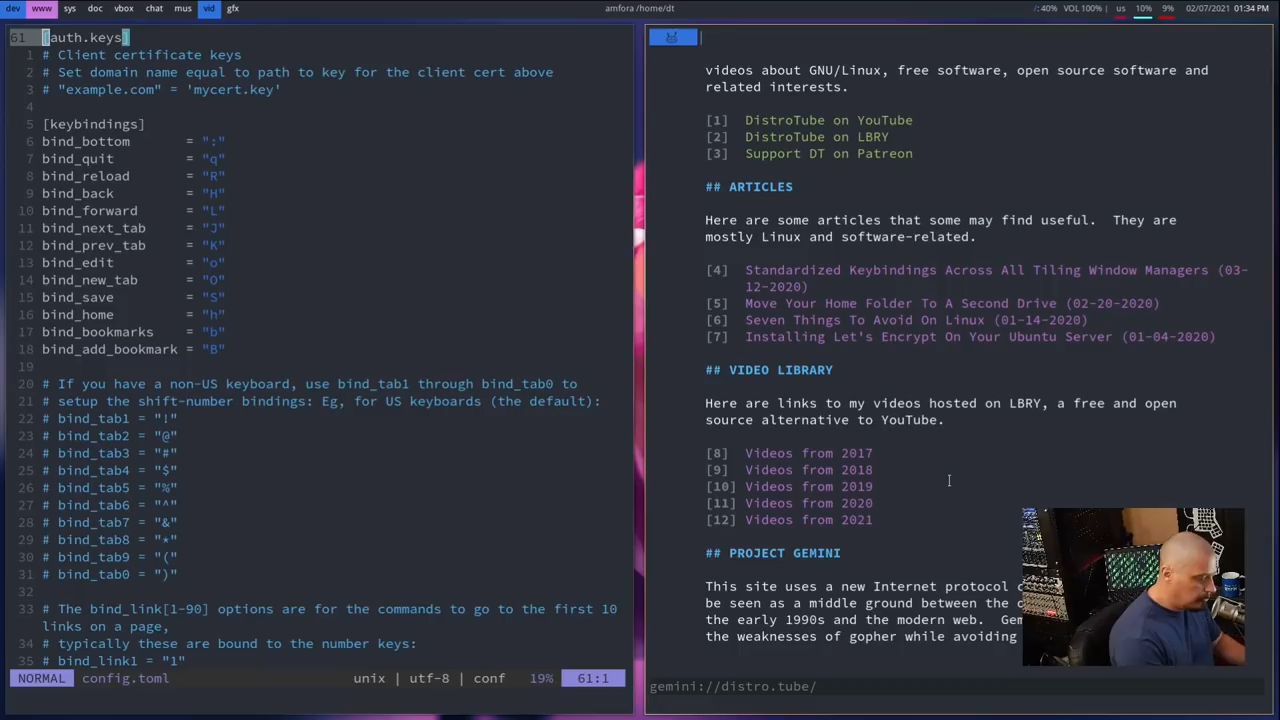 dev www sys doc vbox chat mus vid gfx
amfora /home/dt
/: 40% VOL 100% us 10% 9% 02/07/2021 01:34 PM
61 [auth.keys]
1 # Client certificate keys
2 # Set domain name equal to path to key for the client cert above
3 # "example.com" = 'mycert.key'
4
5 [keybindings]
6 bind_bottom = ":"
7 bind_quit = "q"
8 bind_reload = "R"
9 bind_back = "H"
10 bind_forward = "L"
11 bind_next_tab = "J"
12 bind_prev_tab = "K"
13 bind_edit = "o"
14 bind_new_tab = "O"
15 bind_save = "S"
16 bind_home = "h"
17 bind_bookmarks = "b"
18 bind_add_bookmark = "B"
19
20 # If you have a non-US keyboard, use bind_tab1 through bind_tab0 to
21 # setup the shift-number bindings: Eg, for US keyboards (the default):
22 # bind_tab1 = "!"
23 # bind_tab2 = "@"
24 # bind_tab3 = "#"
25 # bind_tab4 = "$"
26 # bind_tab5 = "%"
27 # bind_tab6 = "^"
28 # bind_tab7 = "&"
29 # bind_tab8 = "*"
30 # bind_tab9 = "("
31 # bind_tab0 = ")"
32
33 # The bind_link[1-90] options are for the commands to go to the first 10
links on a page,
34 # typically these are bound to the number keys:
35 # bind_link1 = "1"
NORMAL config.toml unix | utf-8 | conf 19% 61:1
videos about GNU/Linux, free software, open source software and
related interests.
[1] DistroTube on YouTube
[2] DistroTube on LBRY
[3] Support DT on Patreon
## ARTICLES
Here are some articles that some may find useful. They are
mostly Linux and software-related.
[4] Standardized Keybindings Across All Tiling Window Managers (03-
12-2020)
[5] Move Your Home Folder To A Second Drive (02-20-2020)
[6] Seven Things To Avoid On Linux (01-14-2020)
[7] Installing Let's Encrypt On Your Ubuntu Server (01-04-2020)
## VIDEO LIBRARY
Here are links to my videos hosted on LBRY, a free and open
source alternative to YouTube.
[8] Videos from 2017
[9] Videos from 2018
[10] Videos from 2019
[11] Videos from 2020
[12] Videos from 2021
## PROJECT GEMINI
This site uses a new Internet protocol
be seen as a middle ground between the
the early 1990s and the modern web.
the weaknesses of gopher while avoiding
gemini://distro.tube/